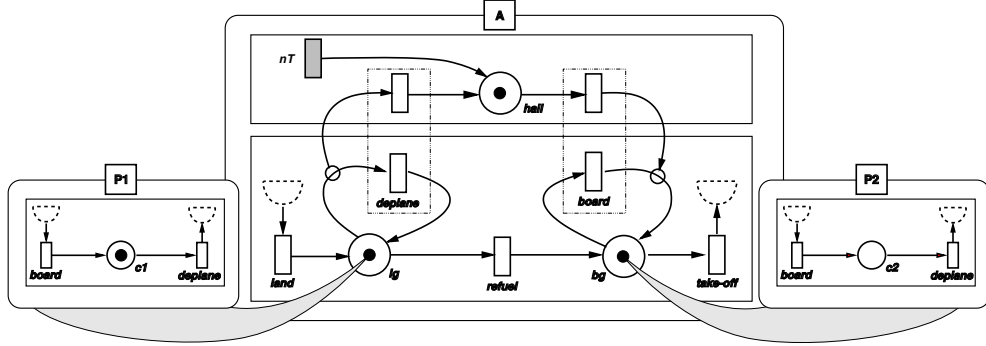 A
nT
hall
P1
P2
deplane
board
board
c1
deplane
land
lg
refuel
bg
take-off
board
c2
deplane